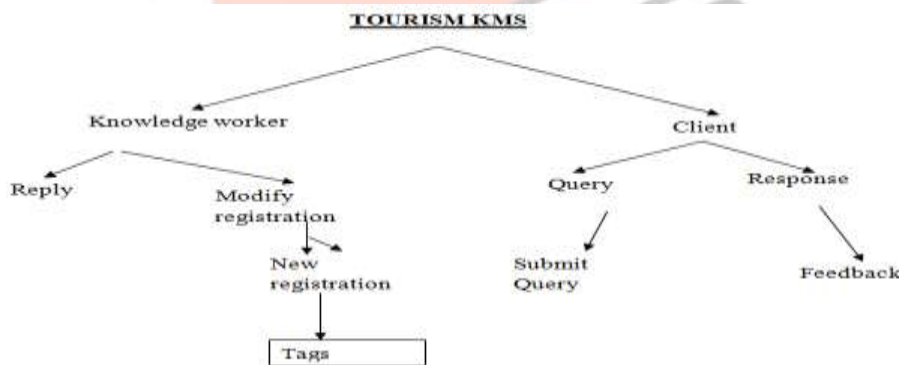 TOURISM KMS
Knowledge worker
Client
Reply
Modify
registration
Query
Response
New
registration
Submit
Query
Feedback
Tags